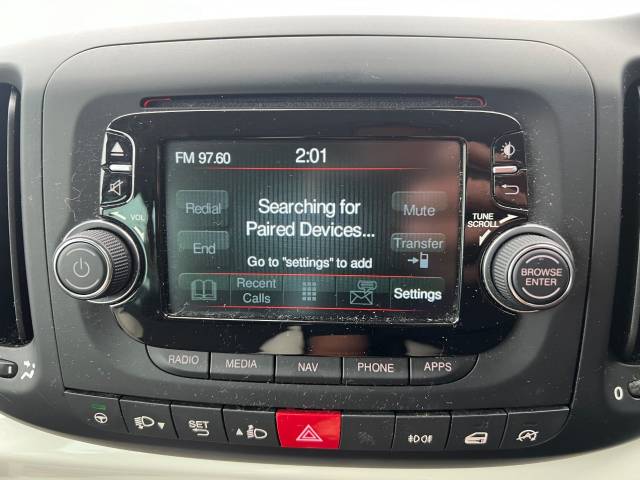 FM 97.60 2:01
Redial
Searching for
Paired Devices...
Mute
End
Transfer
Go to "settings" to add
Recent
Calls
Settings
VOL
TUNE
SCROLL
BROWSE
ENTER
RADIO MEDIA NAV PHONE APPS
SET
0